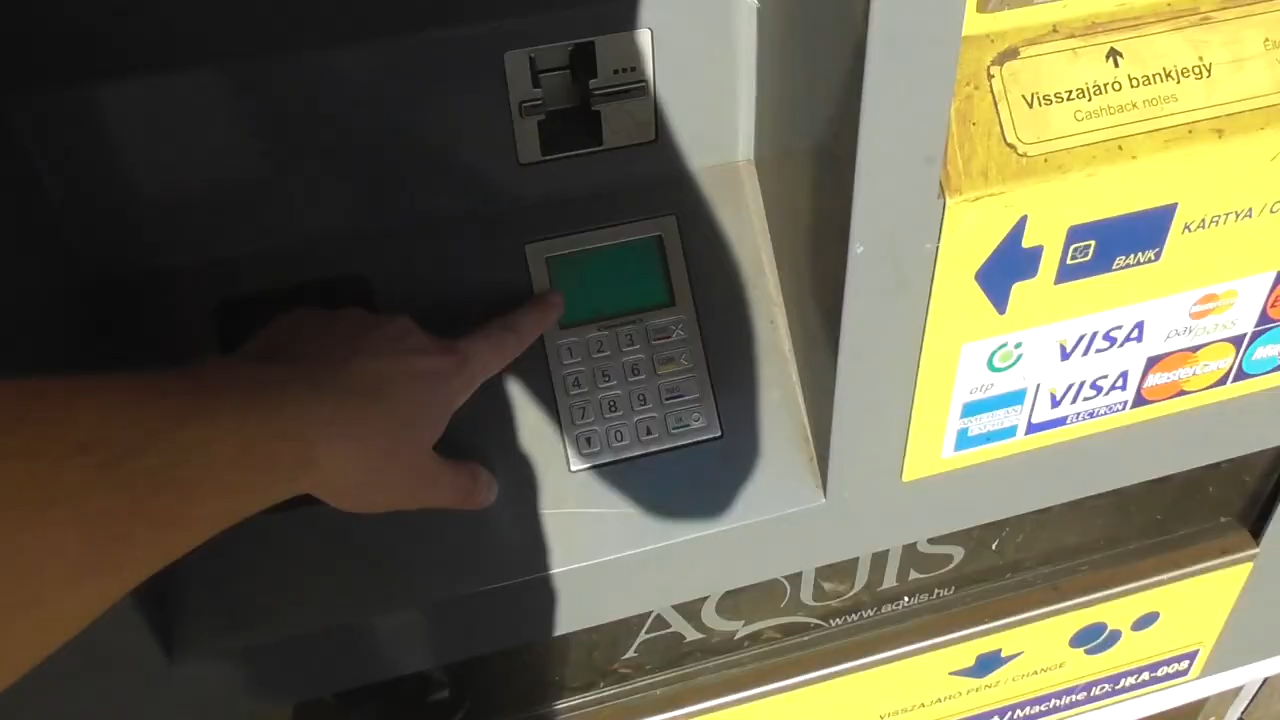 Visszajáró bankjegy
Cashback notes
KÁRTYA / C
BANK
otp
VISA
MasterCard
paypass
AMERICAN
EXPRESS
VISA
ELECTRON
MasterCard
1 2 3
4 5 6
7 8 9
0
AQUIS
www.aquis.hu
VISSZAJÁRÓ PÉNZ / CHANGE
/ Machine ID: JKA-008